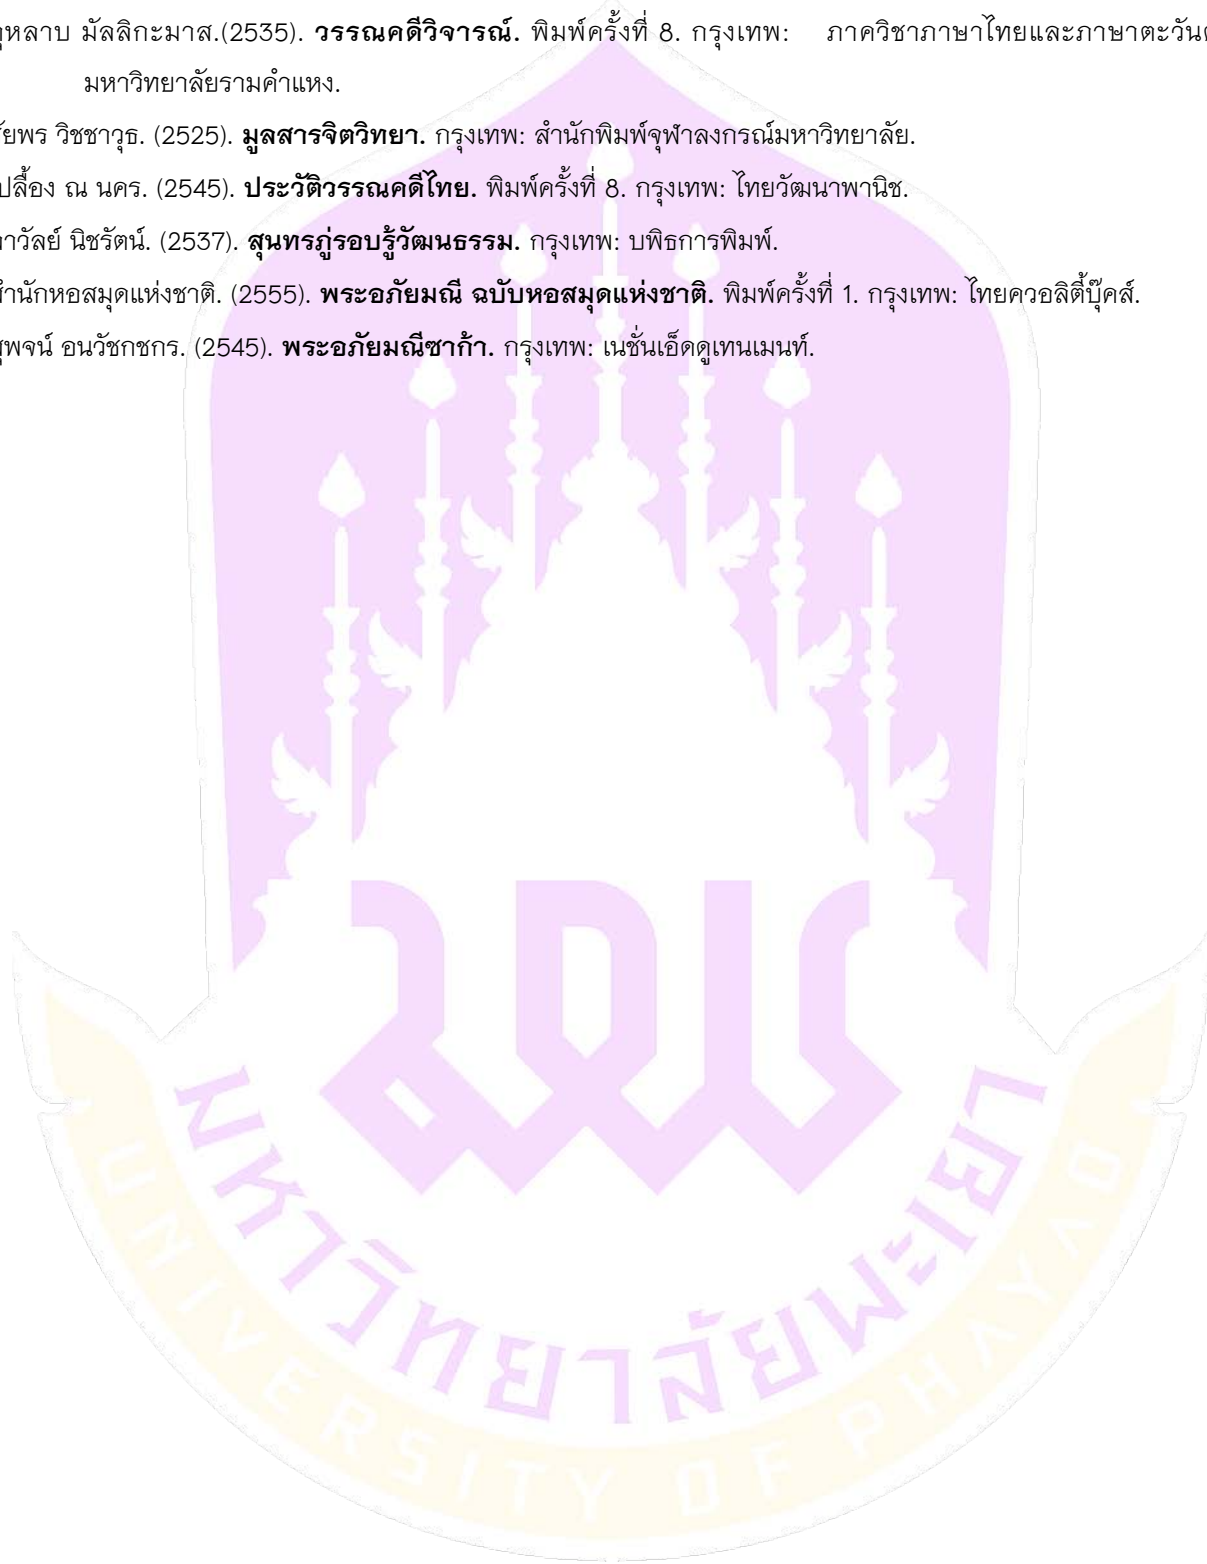 หลาบ มัลลิกะมาส.(2535). วรรณคดีวิจารณ์. พิมพ์ครั้งที่ 8. กรุงเทพ: ภาควิชาภาษาไทยและภาษาตะวัน
มหาวิทยาลัยรามคำแหง.
ัยพร วิชชาวุธ. (2525). มูลสารจิตวิทยา. กรุงเทพ: สำนักพิมพ์จุฬาลงกรณ์มหาวิทยาลัย.
ปลื้อง ณ นคร. (2545). ประวัติวรรณคดีไทย. พิมพ์ครั้งที่ 8. กรุงเทพ: ไทยวัฒนาพานิช.
าวัลย์ นิชรัตน์. (2537). สุนทรภู่รอบรู้วัฒนธรรม. กรุงเทพ: บพิธการพิมพ์.
สำนักหอสมุดแห่งชาติ. (2555). พระอภัยมณี ฉบับหอสมุดแห่งชาติ. พิมพ์ครั้งที่ 1. กรุงเทพ: ไทยควอลิตี้บุ๊คส์.
สุพจน์ อนวัชกชกร. (2545). พระอภัยมณีซาก้า. กรุงเทพ: เนชั่นเอ็ดดูเทนเมนท์.
มพย
มหาวิทยาลัยพะเยา
UNIVERSITY OF PHAYAO